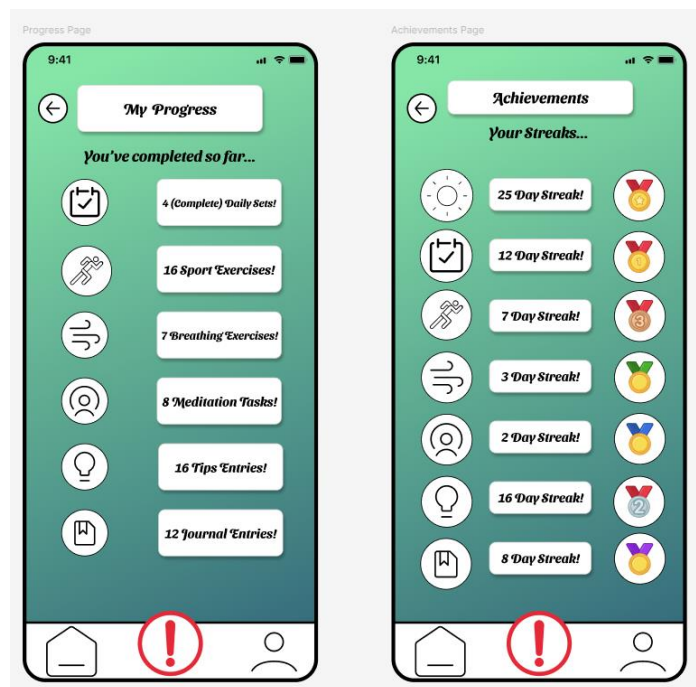 Progress Page
9:41
My Progress
You've completed so far...
4 (Complete) Daily Sets!
16 Sport Exercises!
7 Breathing Exercises!
8 Meditation Tasks!
16 Tips Entries!
12 Journal Entries!
Achievements Page
9:41
Achievements
Your Streaks...
25 Day Streak!
12 Day Streak!
1
7 Day Streak!
3
3 Day Streak!
2 Day Streak!
16 Day Streak!
2
8 Day Streak!